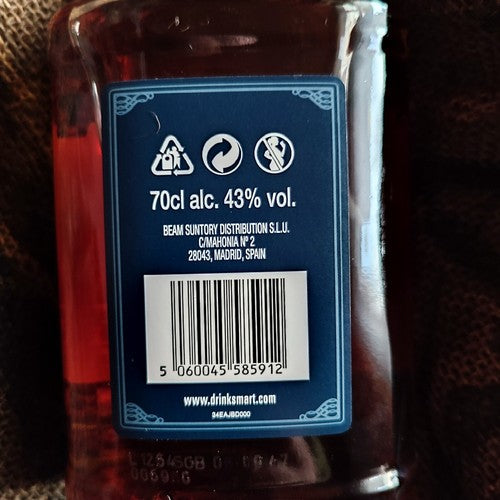 70cl alc. 43% vol.
BEAM SUNTORY DISTRIBUTION S.L.U.
C/MAHONIA Nº 2
28043, MADRID, SPAIN
5 060045 585912
www.drinksmart.com
34EAJBD000